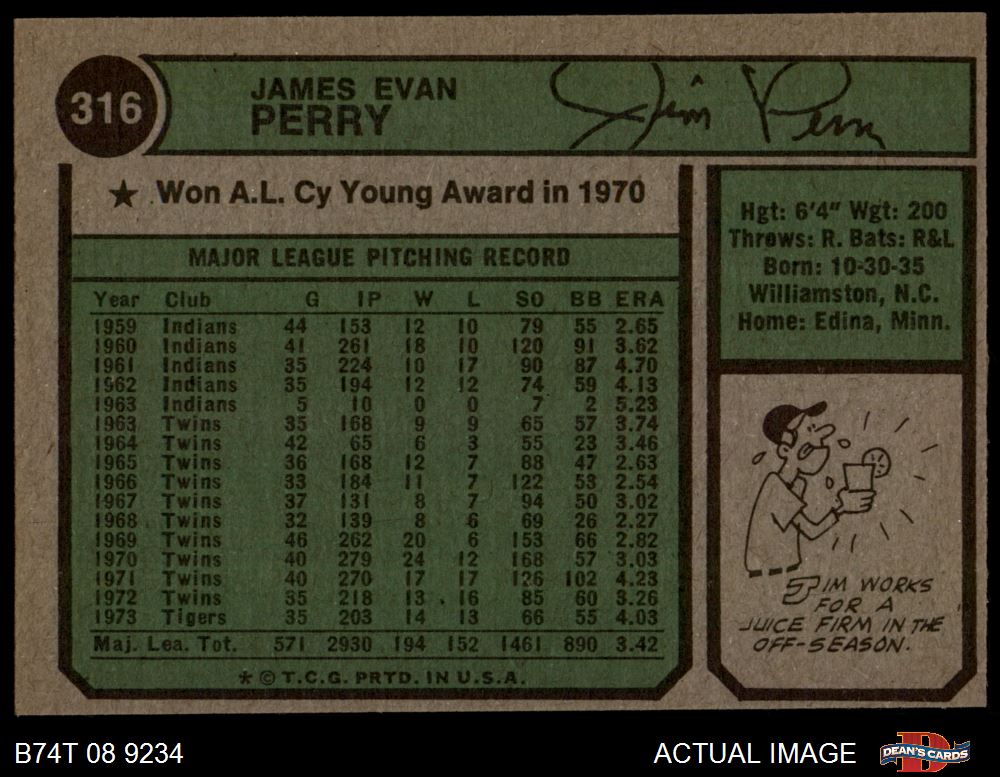 316
JAMES EVAN
PERRY
Jim Perry
★ Won A.L. Cy Young Award in 1970
MAJOR LEAGUE PITCHING RECORD
Year Club G IP W L SO BB ERA
1959 Indians 44 153 12 10 79 55 2.65
1960 Indians 41 261 18 10 120 91 3.62
1961 Indians 35 224 10 17 90 87 4.70
1962 Indians 35 194 12 12 74 59 4.13
1963 Indians 5 10 0 0 7 2 5.23
1963 Twins 35 168 9 9 65 57 3.74
1964 Twins 42 65 6 3 55 23 3.46
1965 Twins 36 168 12 7 88 47 2.63
1966 Twins 33 184 11 7 122 53 2.54
1967 Twins 37 131 8 7 94 50 3.02
1968 Twins 32 139 8 6 69 26 2.27
1969 Twins 46 262 20 6 153 66 2.82
1970 Twins 40 279 24 12 168 57 3.03
1971 Twins 40 270 17 17 126 102 4.23
1972 Twins 35 218 13 16 85 60 3.26
1973 Tigers 35 203 14 13 66 55 4.03
Maj. Lea. Tot. 571 2930 194 152 1461 890 3.42
* © T.C.G. PRTD. IN U.S.A.
Hgt: 6'4" Wgt: 200
Throws: R. Bats: R&L
Born: 10-30-35
Williamston, N.C.
Home: Edina, Minn.
JIM WORKS
FOR A
JUICE FIRM IN THE
OFF-SEASON.
B74T 08 9234
ACTUAL IMAGE
DEAN'S CARDS